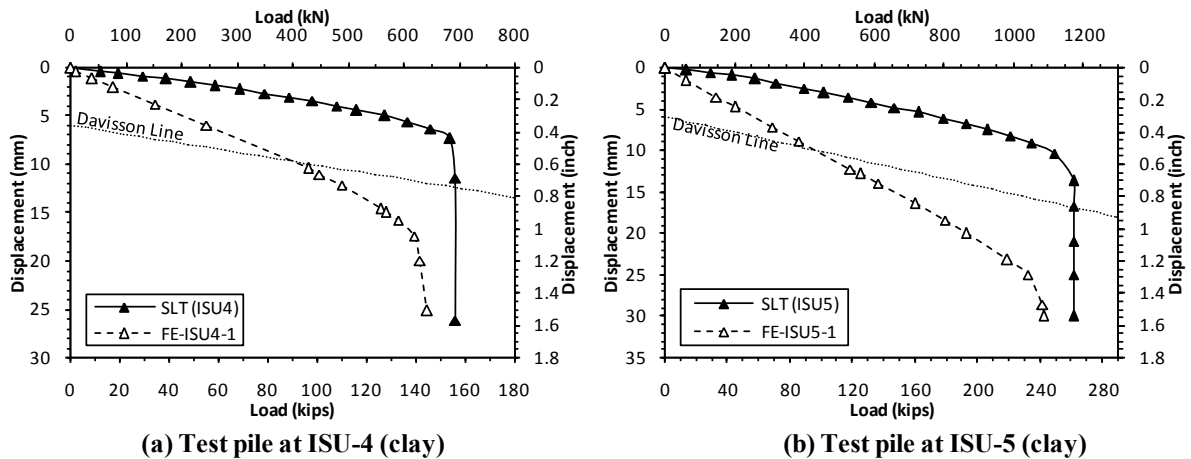 Load (kN)
0 100 200 300 400 500 600 700 800
Displacement (mm)
0
5
10
15
20
25
30
Davisson Line
SLT (ISU4)
FE-ISU4-1
0
0.2
0.4
0.6
0.8
1
1.2
1.4
1.6
1.8
Displacement (inch)
0 20 40 60 80 100 120 140 160 180
Load (kips)
(a) Test pile at ISU-4 (clay)
Load (kN)
0 200 400 600 800 1000 1200
Displacement (mm)
0
5
10
15
20
25
30
35
Davisson Line
SLT (ISU5)
FE-ISU5-1
0
0.2
0.4
0.6
0.8
1
1.2
1.4
1.6
1.8
Displacement (inch)
0 40 80 120 160 200 240 280
Load (kips)
(b) Test pile at ISU-5 (clay)